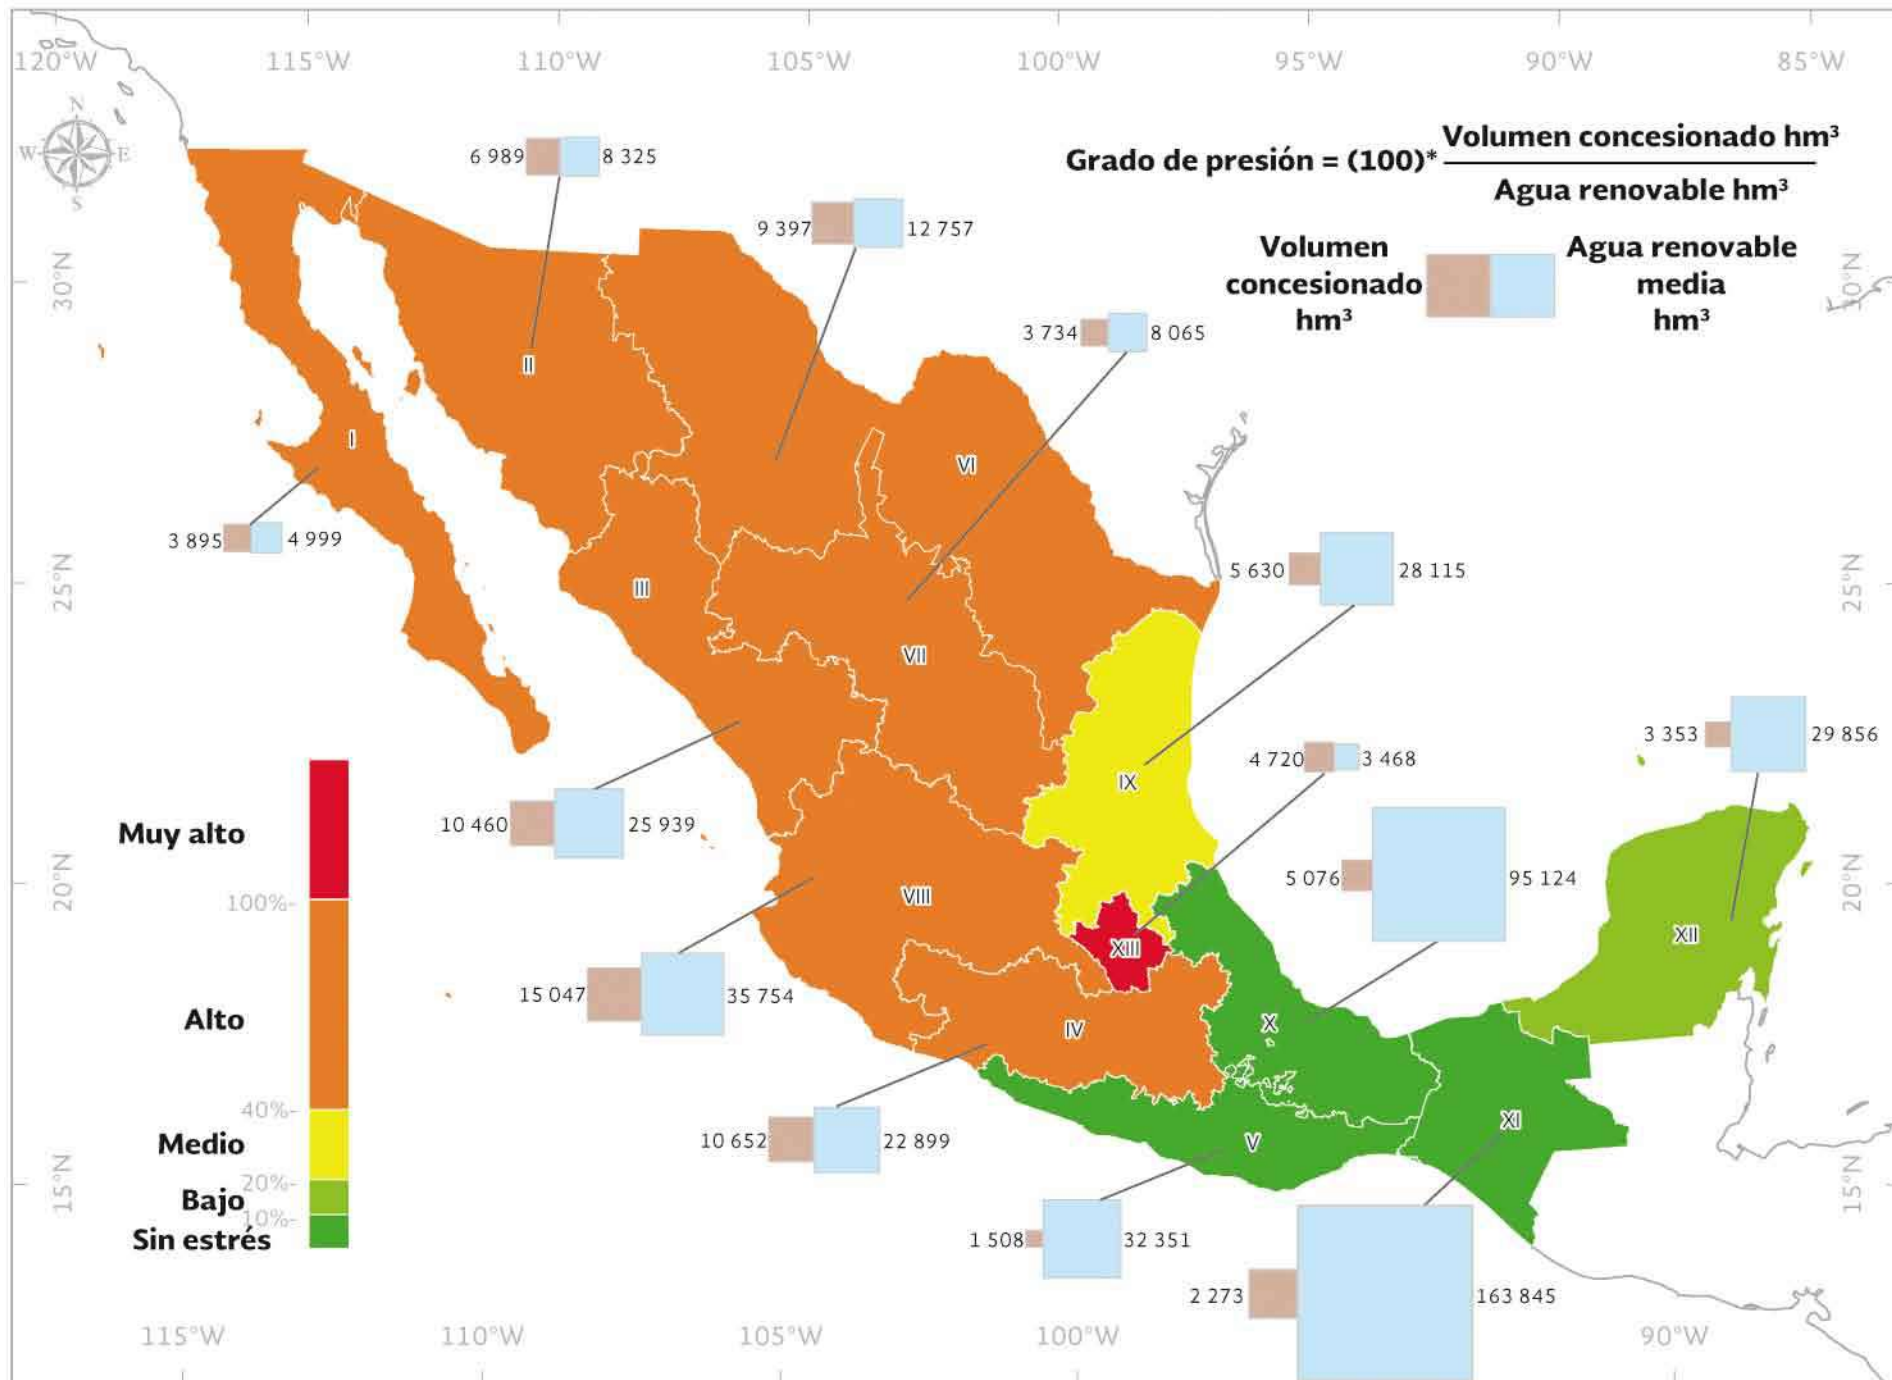 120°W
115°W
110°W
105°W
100°W
95°W
90°W
85°W
N
W
E
S
Grado de presión = (100)* Volumen concesionado hm³
Agua renovable hm³
Volumen
concesionado
hm³
Agua renovable
media
hm³
30°N
30°N
25°N
25°N
20°N
20°N
15°N
15°N
6 989
8 325
9 397
12 757
3 734
8 065
3 895
4 999
5 630
28 115
3 353
29 856
4 720
3 468
10 460
25 939
5 076
95 124
15 047
35 754
10 652
22 899
1 508
32 351
2 273
163 845
I
II
III
IV
V
VI
VII
VIII
IX
X
XI
XII
XIII
Muy alto
100%-
Alto
40%-
Medio
20%-
Bajo
10%-
Sin estrés
115°W
110°W
105°W
100°W
90°W